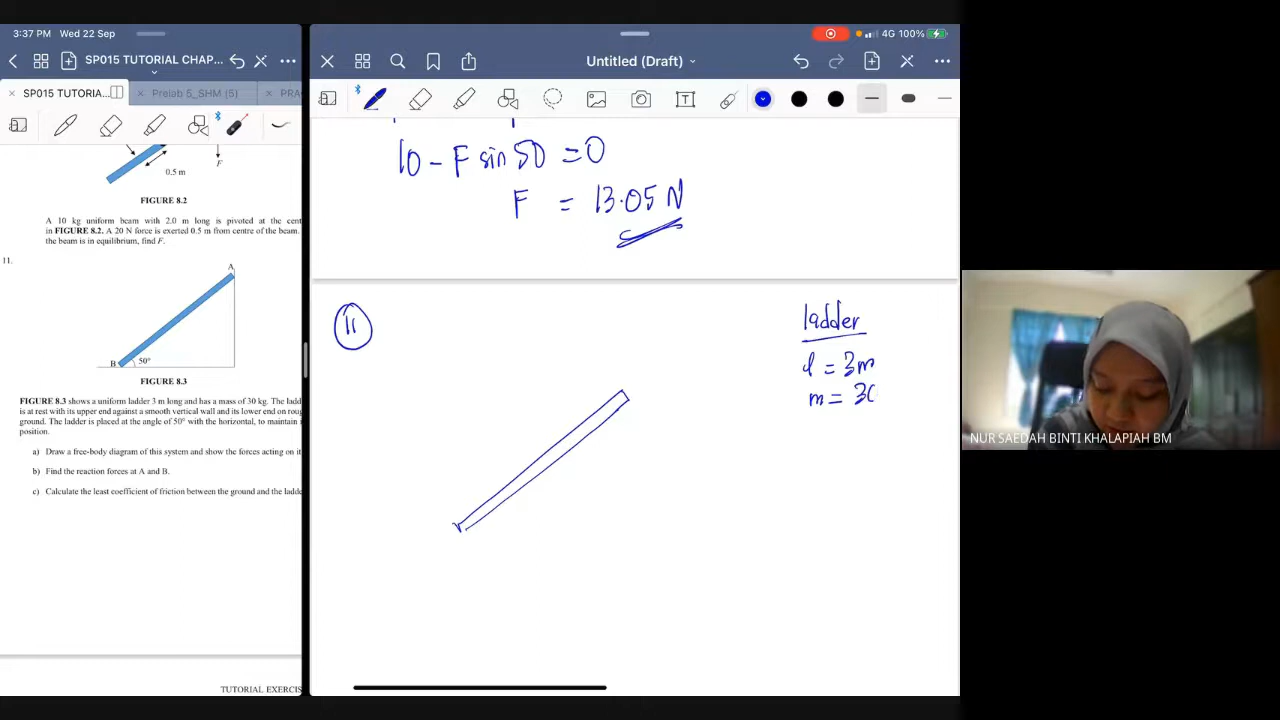 3:37 PM Wed 22 Sep
4G 100%
SP015 TUTORIAL CHAP...
Untitled (Draft)
SP015 TUTORIA...
Prelab 5_SHM (5)
PRA
F
0.5 m
FIGURE 8.2
A 10 kg uniform beam with 2.0 m long is pivoted at the cent
in FIGURE 8.2. A 20 N force is exerted 0.5 m from centre of the beam.
the beam is in equilibrium, find F.
11.
A
B
50°
FIGURE 8.3
FIGURE 8.3 shows a uniform ladder 3 m long and has a mass of 30 kg. The ladd
is at rest with its upper end against a smooth vertical wall and its lower end on roug
ground. The ladder is placed at the angle of 50° with the horizontal, to maintain i
position.
a) Draw a free-body diagram of this system and show the forces acting on it
b) Find the reaction forces at A and B.
c) Calculate the least coefficient of friction between the ground and the ladde
TUTORIAL EXERCIS
10 - F sin 50 = 0
F = 13.05 N
11
ladder
l = 3m
m = 30
NUR SAEDAH BINTI KHALAPIAH BM